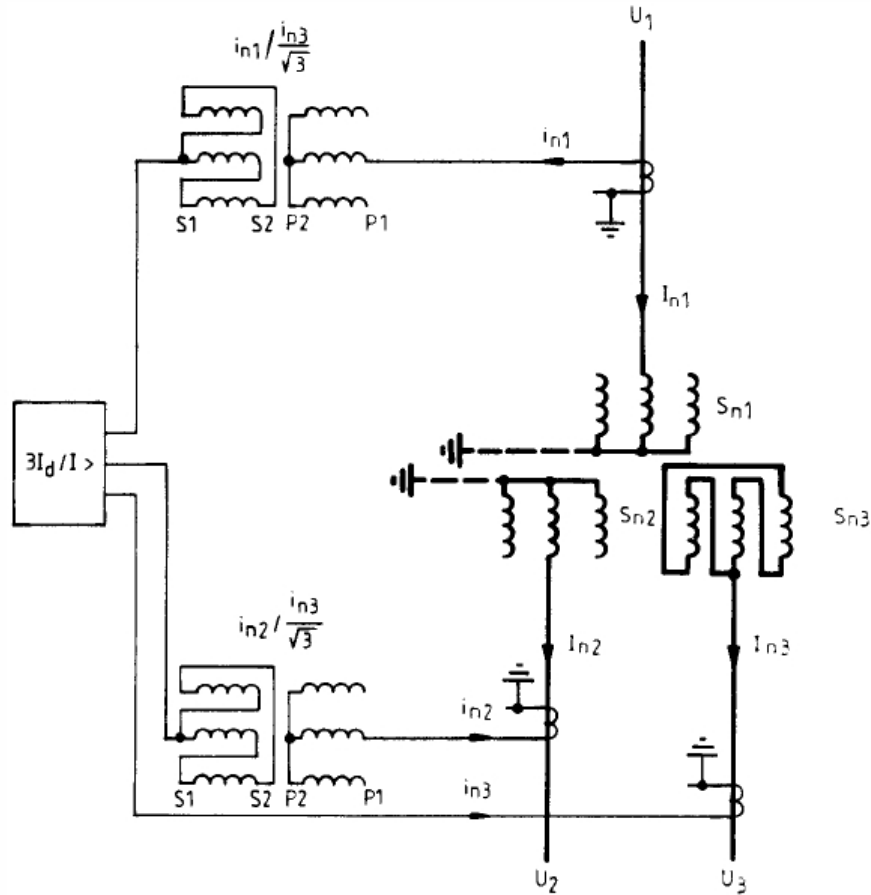 U1
in1 / in3/√3
in1
S1 S2 P2 P1
In1
Sn1
3Id/I >
Sn2
Sn3
in2 / in3/√3
In2
In3
in2
S1 S2 P2 P1
in3
U2
U3